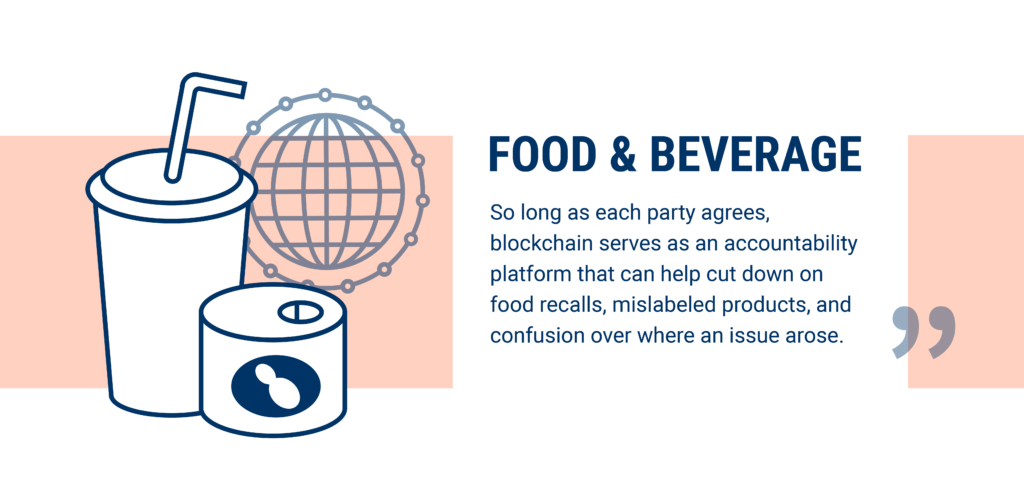 FOOD & BEVERAGE
So long as each party agrees,
blockchain serves as an accountability
platform that can help cut down on
food recalls, mislabeled products, and
confusion over where an issue arose.
”